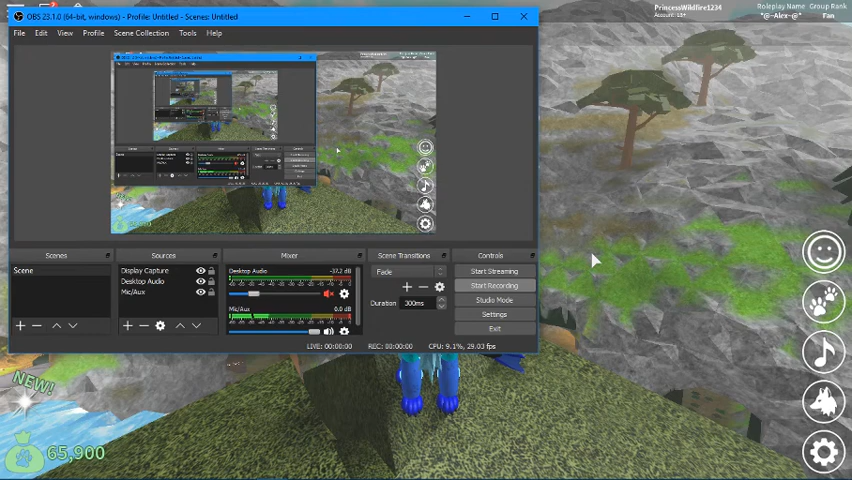 OBS 23.1.0 (64-bit, windows) - Profile: Untitled - Scenes: Untitled
File Edit View Profile Scene Collection Tools Help
PrincessWildfire1234
Account: 13+
Roleplay Name Group Rank
"@~Alex~@" Fan
Scenes Sources Mixer Scene Transitions Controls
Scene
Display Capture
Desktop Audio
Mic/Aux
Desktop Audio -37.2 dB
Mic/Aux 0.0 dB
Fade
Duration 300ms
Start Streaming
Start Recording
Studio Mode
Settings
Exit
LIVE: 00:00:00 REC: 00:00:00 CPU: 9.1%, 29.03 fps
NEW!
65,900